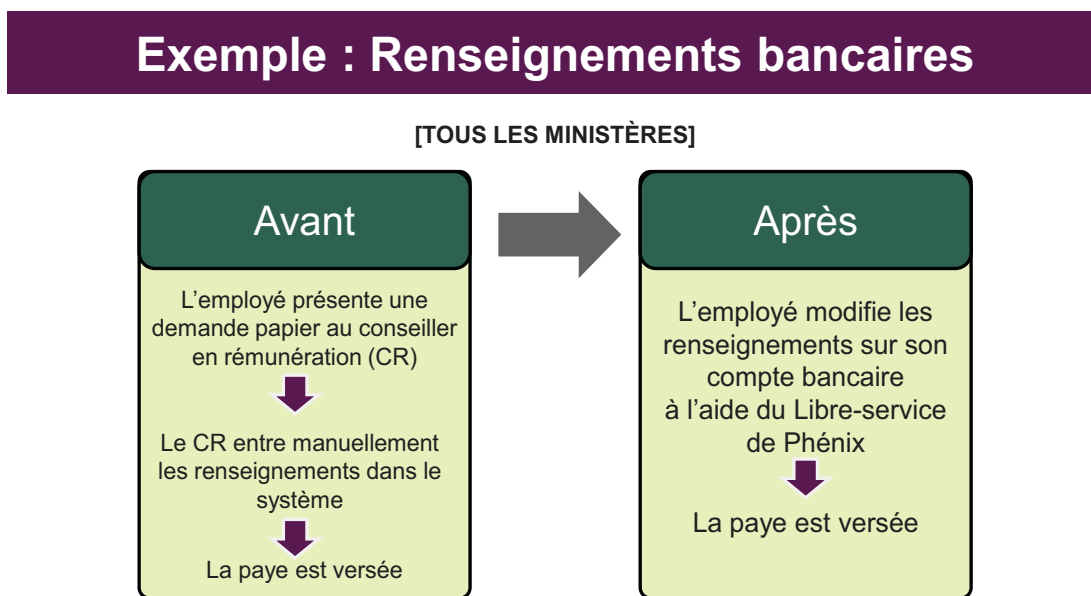 Exemple : Renseignements bancaires
[TOUS LES MINISTÈRES]
Avant
L’employé présente une
demande papier au conseiller
en rémunération (CR)
Le CR entre manuellement
les renseignements dans le
système
La paye est versée
Après
L’employé modifie les
renseignements sur son
compte bancaire
à l’aide du Libre-service
de Phénix
La paye est versée